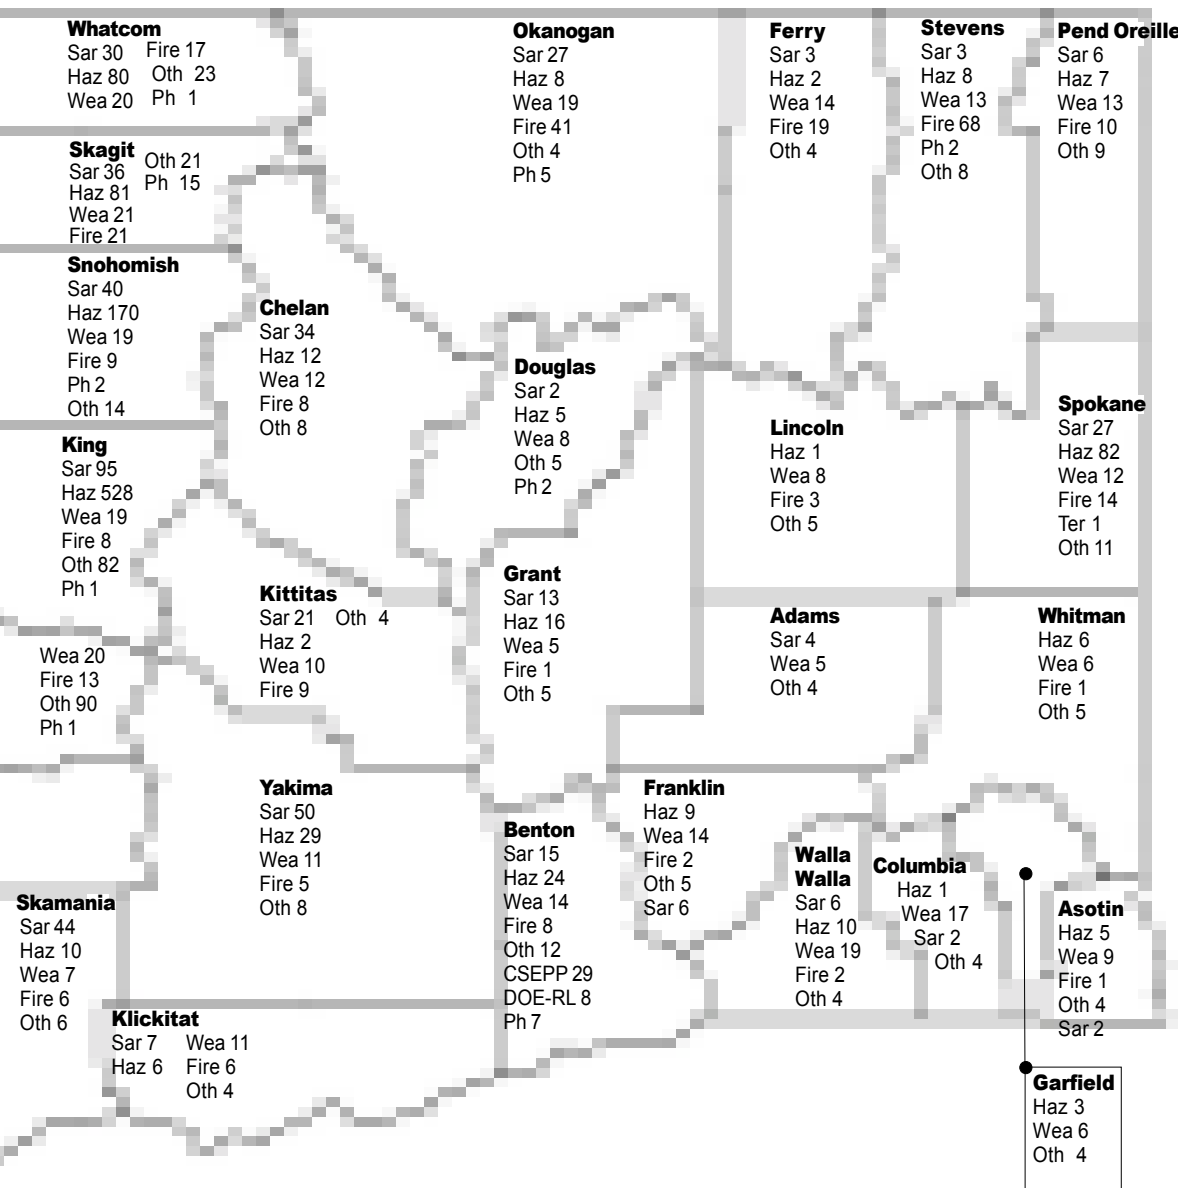 Whatcom
Sar 30 Fire 17
Haz 80 Oth 23
Wea 20 Ph 1
Okanogan
Sar 27
Haz 8
Wea 19
Fire 41
Oth 4
Ph 5
Ferry
Sar 3
Haz 2
Wea 14
Fire 19
Oth 4
Stevens
Sar 3
Haz 8
Wea 13
Fire 68
Ph 2
Oth 8
Pend Oreille
Sar 6
Haz 7
Wea 13
Fire 10
Oth 9
Skagit
Sar 36 Oth 21
Haz 81 Ph 15
Wea 21
Fire 21
Snohomish
Sar 40
Haz 170
Wea 19
Fire 9
Ph 2
Oth 14
Chelan
Sar 34
Haz 12
Wea 12
Fire 8
Oth 8
Douglas
Sar 2
Haz 5
Wea 8
Oth 5
Ph 2
Lincoln
Haz 1
Wea 8
Fire 3
Oth 5
Spokane
Sar 27
Haz 82
Wea 12
Fire 14
Ter 1
Oth 11
King
Sar 95
Haz 528
Wea 19
Fire 8
Oth 82
Ph 1
Kittitas
Sar 21 Oth 4
Haz 2
Wea 10
Fire 9
Grant
Sar 13
Haz 16
Wea 5
Fire 1
Oth 5
Adams
Sar 4
Wea 5
Oth 4
Whitman
Haz 6
Wea 6
Fire 1
Oth 5
Wea 20
Fire 13
Oth 90
Ph 1
Yakima
Sar 50
Haz 29
Wea 11
Fire 5
Oth 8
Benton
Sar 15
Haz 24
Wea 14
Fire 8
Oth 12
CSEPP 29
DOE-RL 8
Ph 7
Franklin
Haz 9
Wea 14
Fire 2
Oth 5
Sar 6
Walla
Walla
Sar 6
Haz 10
Wea 19
Fire 2
Oth 4
Columbia
Haz 1
Wea 17
Sar 2
Oth 4
Asotin
Haz 5
Wea 9
Fire 1
Oth 4
Sar 2
Skamania
Sar 44
Haz 10
Wea 7
Fire 6
Oth 6
Klickitat
Sar 7 Wea 11
Haz 6 Fire 6
Oth 4
Garfield
Haz 3
Wea 6
Oth 4